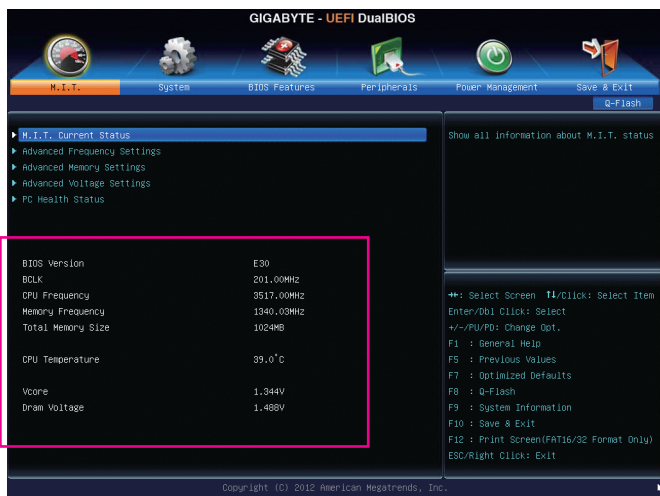 GIGABYTE - UEFI DualBIOS
M.I.T. System BIOS Features Peripherals Power Management Save & Exit
Q-Flash
M.I.T. Current Status
Advanced Frequency Settings
Advanced Memory Settings
Advanced Voltage Settings
PC Health Status
BIOS Version E30
BCLK 201.00MHz
CPU Frequency 3517.00MHz
Memory Frequency 1340.03MHz
Total Memory Size 1024MB
CPU Temperature 39.0°C
Vcore 1.344V
Dram Voltage 1.488V
Show all information about M.I.T. status
↔: Select Screen ↑↓/Click: Select Item
Enter/Dbl Click: Select
+/-/PU/PD: Change Opt.
F1 : General Help
F5 : Previous Values
F7 : Optimized Defaults
F8 : Q-Flash
F9 : System Information
F10 : Save & Exit
F12 : Print Screen(FAT16/32 Format Only)
ESC/Right Click: Exit
Copyright (C) 2012 American Megatrends, Inc.